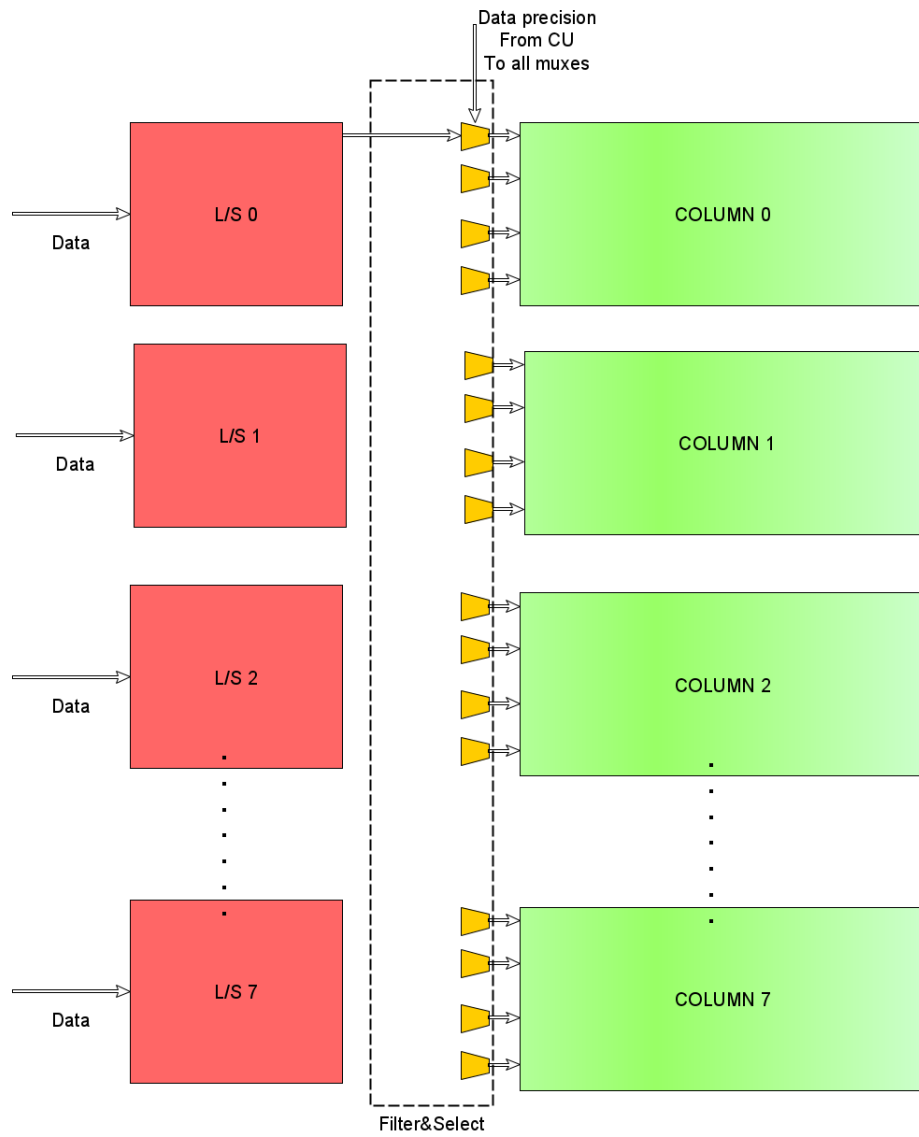 Data precision
From CU
To all muxes
L/S 0
COLUMN 0
Data
L/S 1
COLUMN 1
Data
L/S 2
COLUMN 2
Data
L/S 7
COLUMN 7
Data
Filter&Select